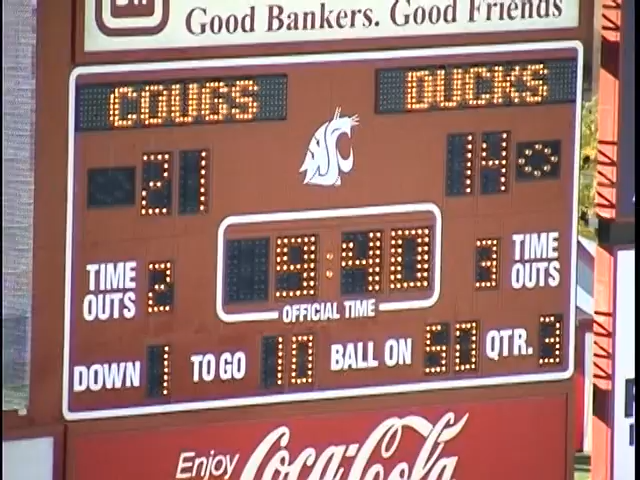 Good Bankers. Good Friends
COUGS DUCKS
21 14
TIME OUTS 2 9:40 3 TIME OUTS
OFFICIAL TIME
DOWN 1 TO GO 10 BALL ON 50 QTR. 3
Enjoy Coca-Cola